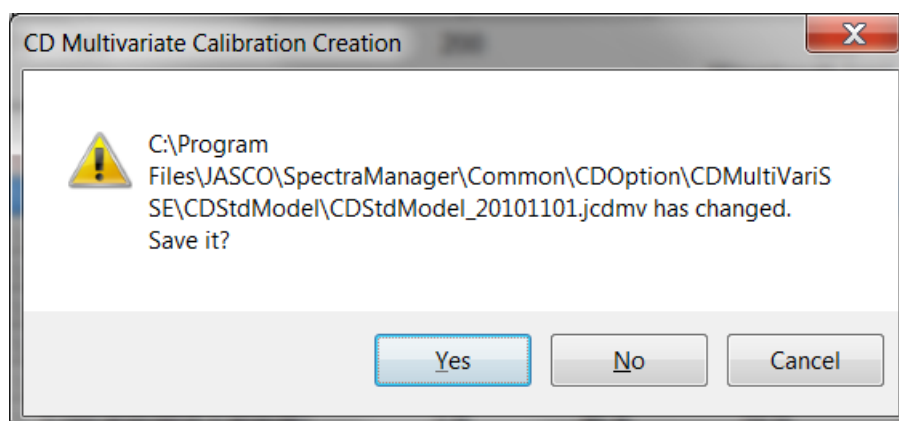 CD Multivariate Calibration Creation
C:\Program
Files\JASCO\SpectraManager\Common\CDOption\CDMultiVariS
SE\CDStdModel\CDStdModel_20101101.jcdmv has changed.
Save it?
Yes No Cancel